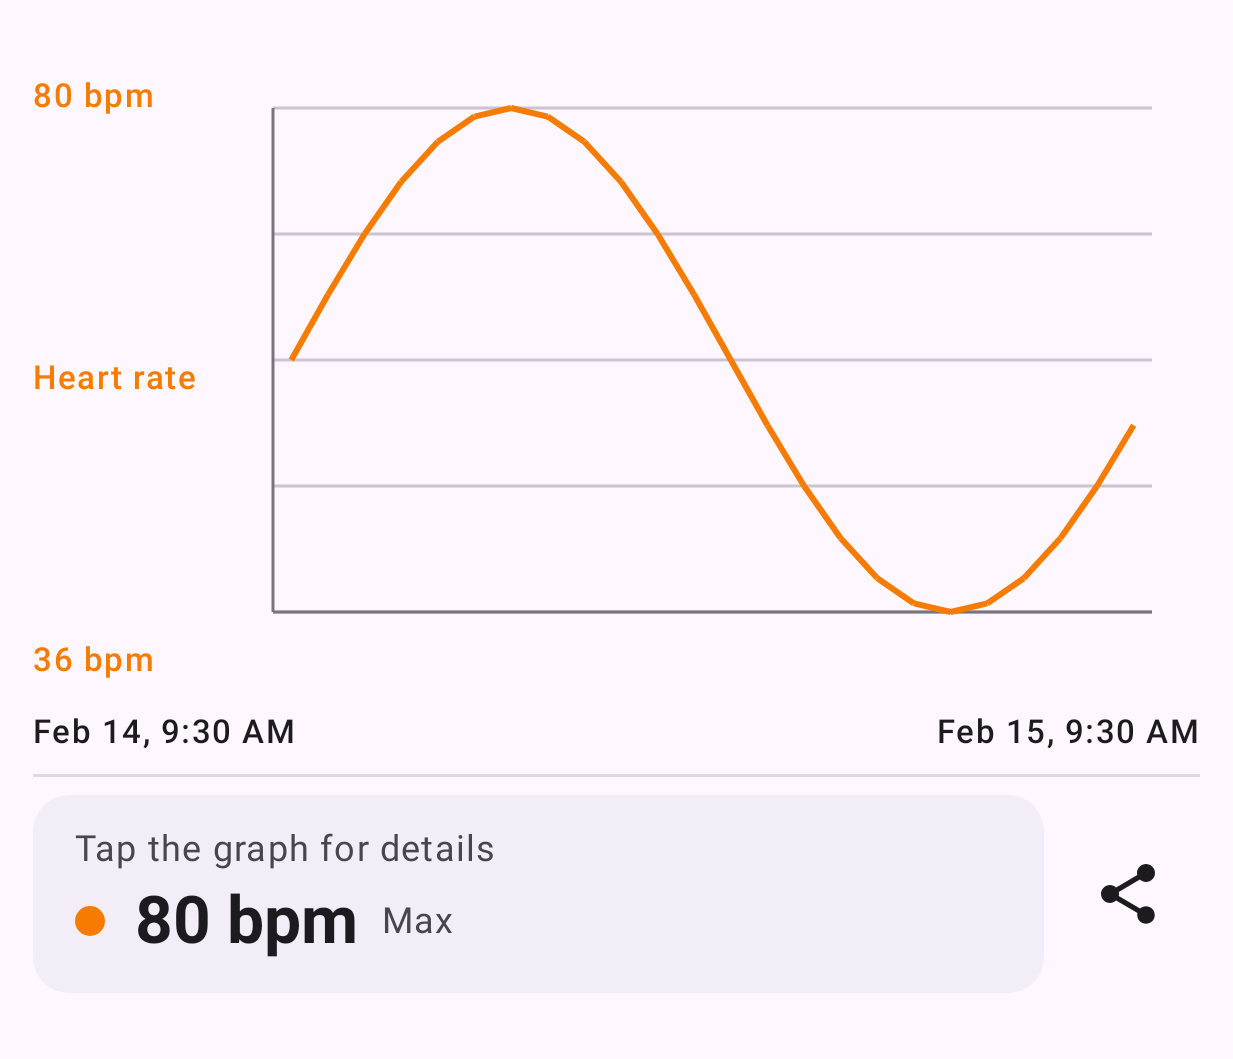 80 bpm
Heart rate
36 bpm
Feb 14, 9:30 AM
Feb 15, 9:30 AM
Tap the graph for details
80 bpm Max